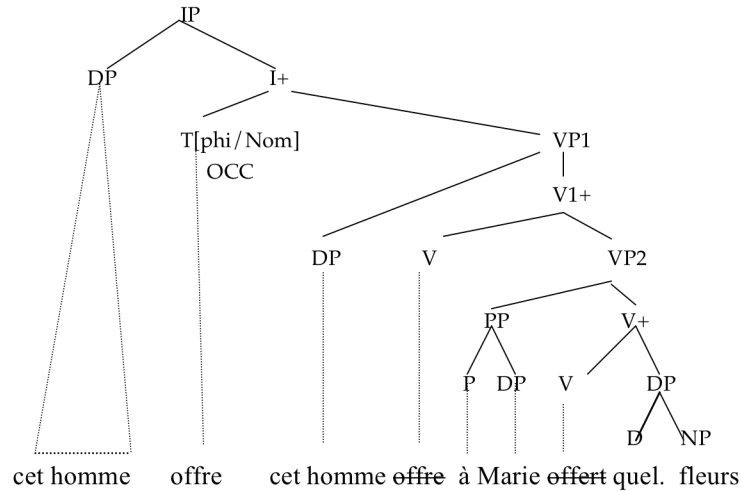 IP
DP I+
T[phi/Nom] VP1
OCC
V1+
DP V VP2
PP V+
P DP V DP
D NP
cet homme offre cet homme offre à Marie offert quel. fleurs